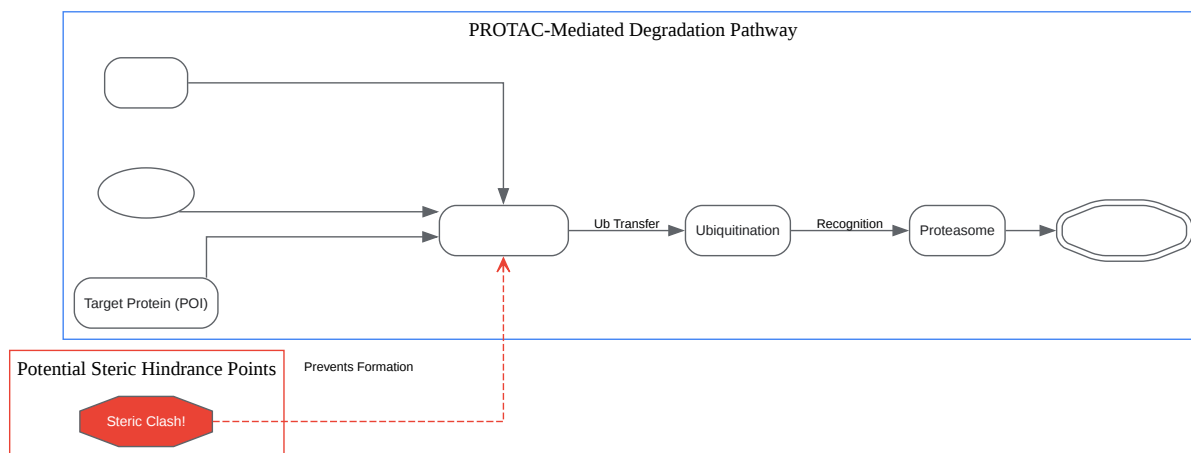 PROTAC-Mediated Degradation Pathway
Ub Transfer
Ubiquitination
Recognition
Proteasome
Target Protein (POI)
Potential Steric Hindrance Points
Prevents Formation
Steric Clash!